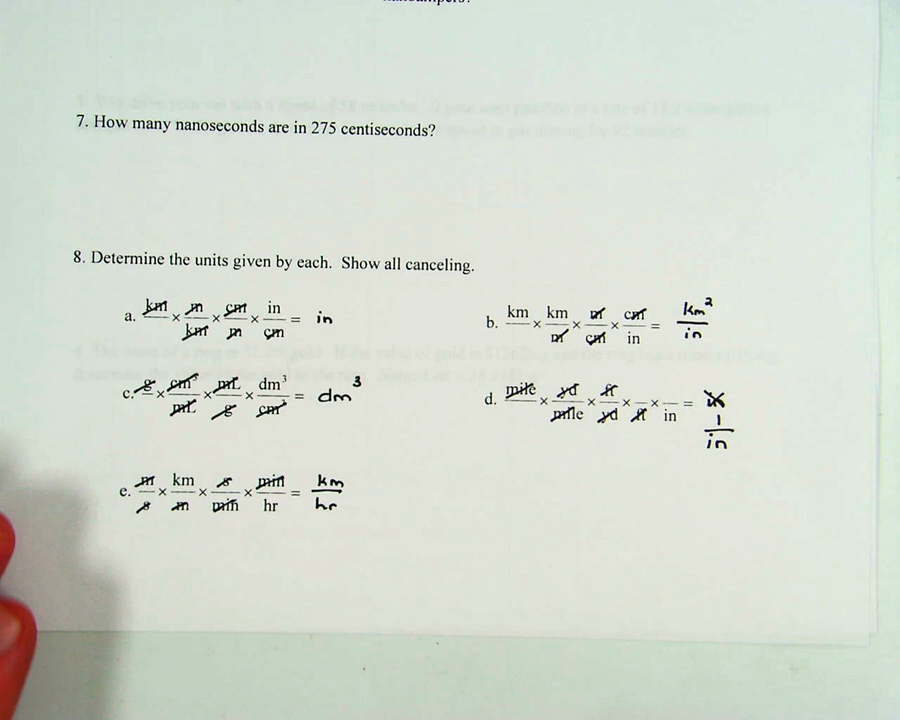 7. How many nanoseconds are in 275 centiseconds?
8. Determine the units given by each. Show all canceling.
a. km/ × m/km × cm/m × in/cm = in
b. km/ × km/m × m/cm × cm/in = km²/in
c. g/ × cm³/mL × mL/g × dm³/cm³ = dm³
d. mile/ × yd/mile × ft/yd × /ft × /in = 1/in
e. m/s × km/m × s/min × min/hr = km/hr